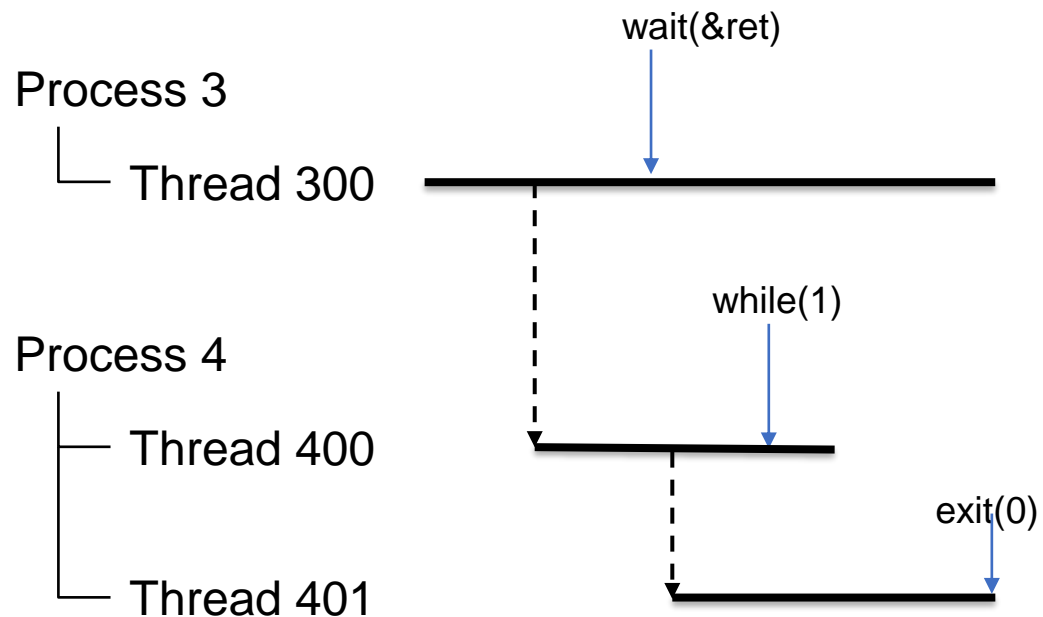 wait(&ret)
Process 3
Thread 300
while(1)
Process 4
Thread 400
exit(0)
Thread 401